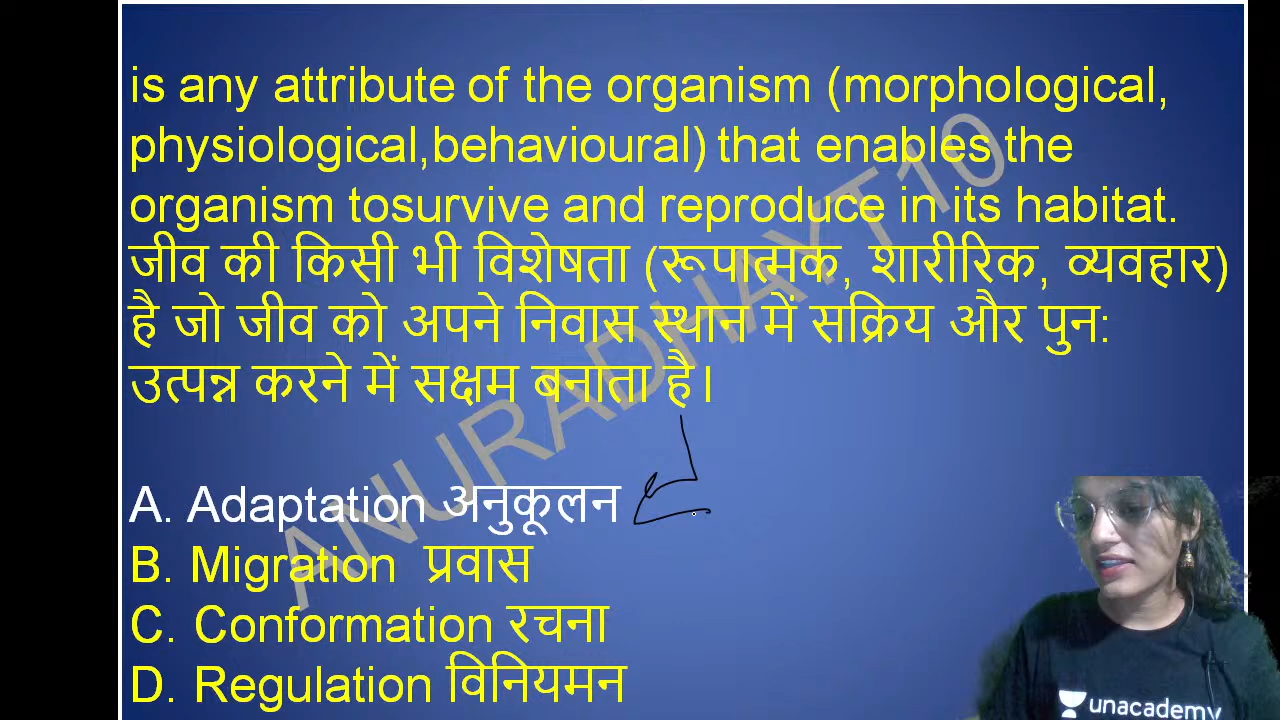 is any attribute of the organism (morphological,
physiological,behavioural) that enables the
organism tosurvive and reproduce in its habitat.
जीव की किसी भी विशेषता (रूपात्मक, शारीरिक, व्यवहार)
है जो जीव को अपने निवास स्थान में सक्रिय और पुन:
उत्पन्न करने में सक्षम बनाता है।
ANURADHAYT10
A. Adaptation अनुकूलन
B. Migration प्रवास
C. Conformation रचना
D. Regulation विनियमन
unacademy